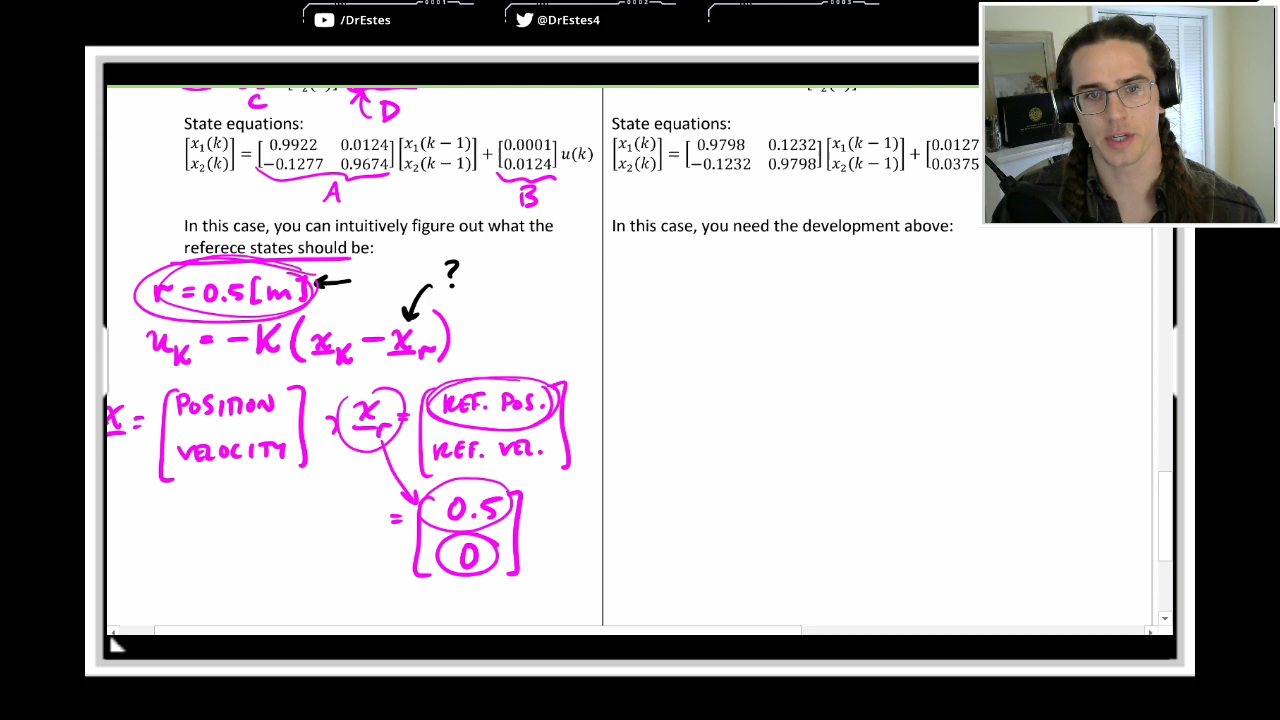 0001 0002 0003
/DrEstes @DrEstes4
C D
State equations:
[x₁(k) x₂(k)] = [0.9922 0.0124 −0.1277 0.9674] [x₁(k − 1) x₂(k − 1)] + [0.0001 0.0124] u(k)
A B
In this case, you can intuitively figure out what the
referece states should be:
r = 0.5 [m]
?
u_K = −K (x_K − x_r)
x = [POSITION VELOCITY] , x_r = [REF. POS. REF. VEL.]
= [0.5 0]
State equations:
[x₁(k) x₂(k)] = [0.9798 0.1232 −0.1232 0.9798] [x₁(k − 1) x₂(k − 1)] + [0.0127 0.0375
In this case, you need the development above: